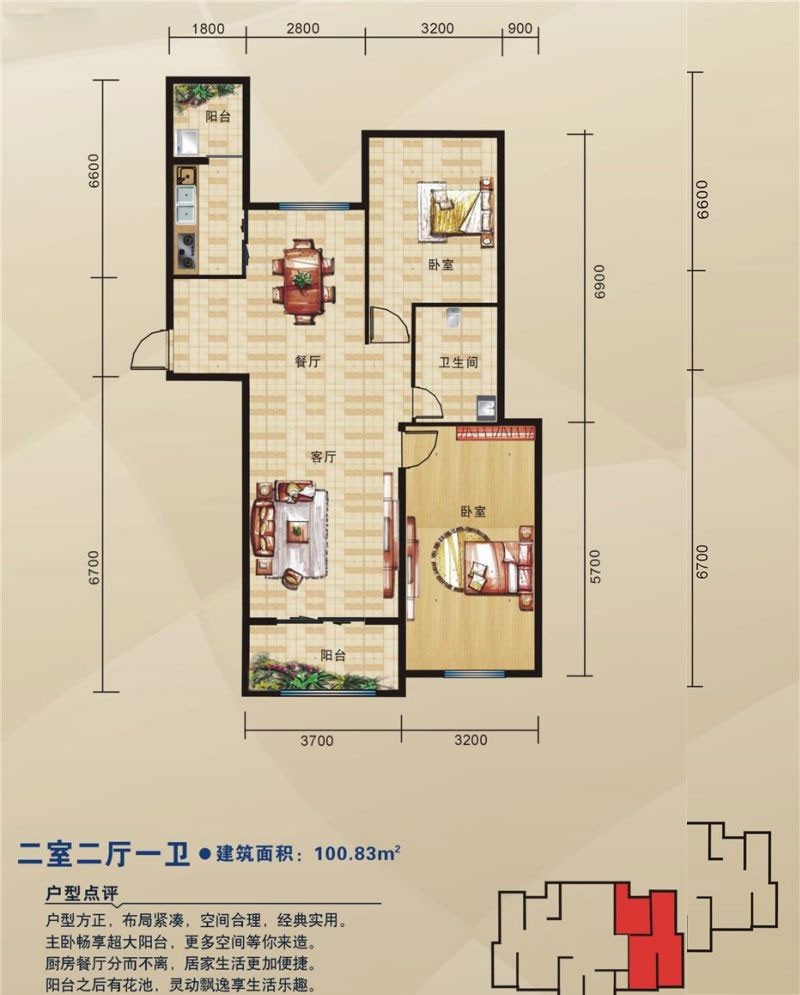 1800 2800 3200 900
阳台
6600
6600
卧室
6900
餐厅
卫生间
客厅
卧室
6700
5700
6700
阳台
3700 3200
二室二厅一卫●建筑面积：100.83m²
户型点评
户型方正，布局紧凑，空间合理，经典实用。
主卧畅享超大阳台，更多空间等你来造。
厨房餐厅分而不离，居家生活更加便捷。
阳台之后有花池，灵动飘逸享生活乐趣。